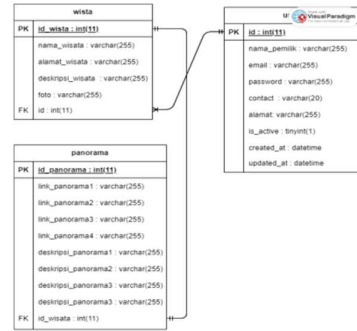 wista
PK id_wista : int(11)
nama_wisata : varchar(255)
alamat_wisata : varchar(255)
deskripsi_wisata : varchar(255)
foto : varchar(255)
FK id : int(11)
Visual Paradigm
PK id : int(11)
nama_pemilik : varchar(255)
email : varchar(255)
password : varchar(255)
contact : varchar(20)
alamat: varchar(255)
is_active : tinyint(1)
created_at : datetime
updated_at : datetime
panorama
PK id_panorama : int(11)
link_panorama1 : varchar(255)
link_panorama2 : varchar(255)
link_panorama3 : varchar(255)
link_panorama4 : varchar(255)
deskripsi_panorama1 : varchar(255)
deskripsi_panorama2 : varchar(255)
deskripsi_panorama3 : varchar(255)
deskripsi_panorama3 : varchar(255)
FK id_wisata : int(11)